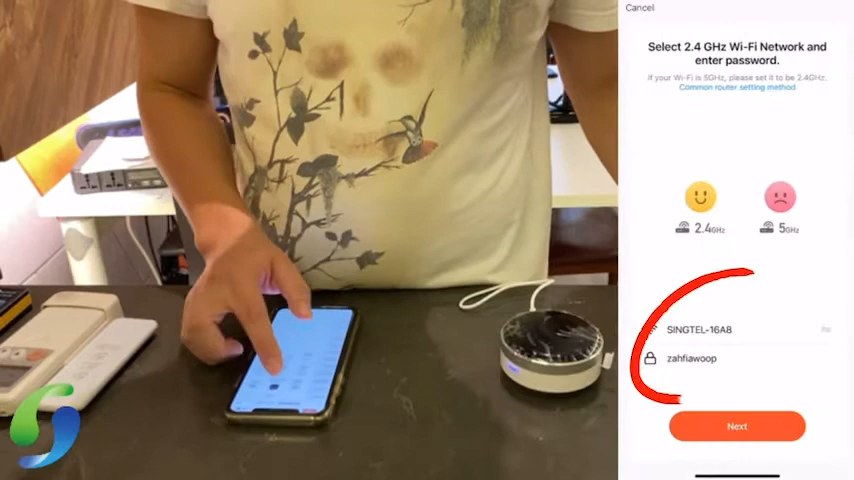 Cancel
Select 2.4 GHz Wi-Fi Network and
enter password.
If your Wi-Fi is 5GHz, please set it to be 2.4GHz.
Common router setting method
2.4GHz
5GHz
SINGTEL-16A8
zahfiawoop
Next